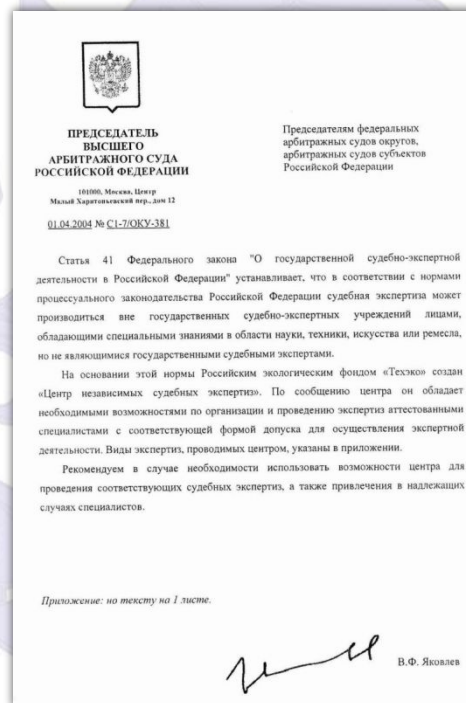 ПРЕДСЕДАТЕЛЬ
ВЫСШЕГО
АРБИТРАЖНОГО СУДА
РОССИЙСКОЙ ФЕДЕРАЦИИ
101000, Москва, Центр
Малый Харитоньевский пер., дом 12
01.04.2004 № С1-7/ОКУ-381
Председателям федеральных
арбитражных судов округов,
арбитражных судов субъектов
Российской Федерации
Статья 41 Федерального закона "О государственной судебно-экспертной
деятельности в Российской Федерации" устанавливает, что в соответствии с нормами
процессуального законодательства Российской Федерации судебная экспертиза может
производиться вне государственных судебно-экспертных учреждений лицами,
обладающими специальными знаниями в области науки, техники, искусства или ремесла,
но не являющимися государственными судебными экспертами.
На основании этой нормы Российским экологическим фондом «Техэко» создан
«Центр независимых судебных экспертиз». По сообщению центра он обладает
необходимыми возможностями по организации и проведению экспертиз аттестованными
специалистами с соответствующей формой допуска для осуществления экспертной
деятельности. Виды экспертиз, проводимых центром, указаны в приложении.
Рекомендуем в случае необходимости использовать возможности центра для
проведения соответствующих судебных экспертиз, а также привлечения в надлежащих
случаях специалистов.
Приложение: по тексту на 1 листе.
В.Ф. Яковлев